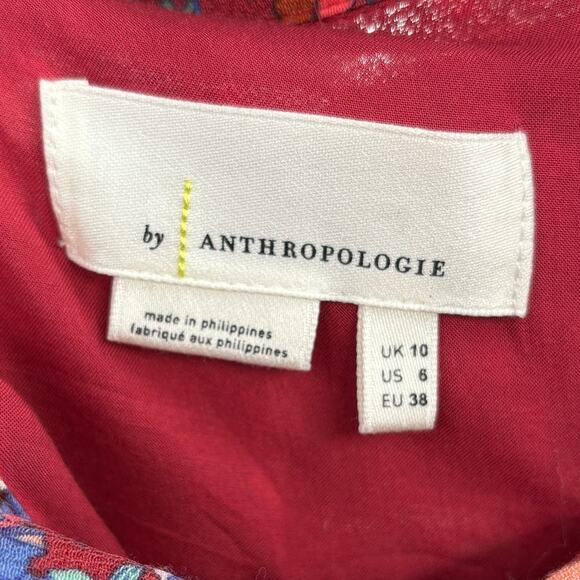 by ANTHROPOLOGIE
made in philippines
fabriqué aux philippines
UK 10
US 6
EU 38